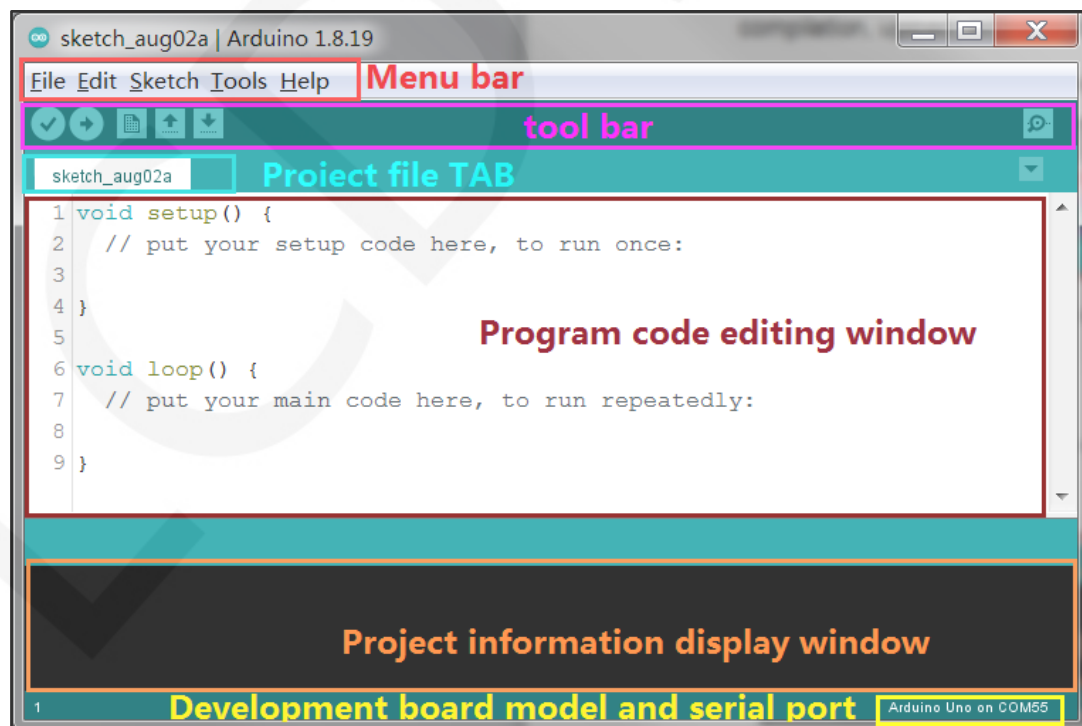 sketch_aug02a | Arduino 1.8.19
File Edit Sketch Tools Help
Menu bar
tool bar
sketch_aug02a
Proiect file TAB
1 void setup() {
2 // put your setup code here, to run once:
3
4 }
5
Program code editing window
6 void loop() {
7 // put your main code here, to run repeatedly:
8
9 }
Project information display window
1
Development board model and serial port
Arduino Uno on COM55